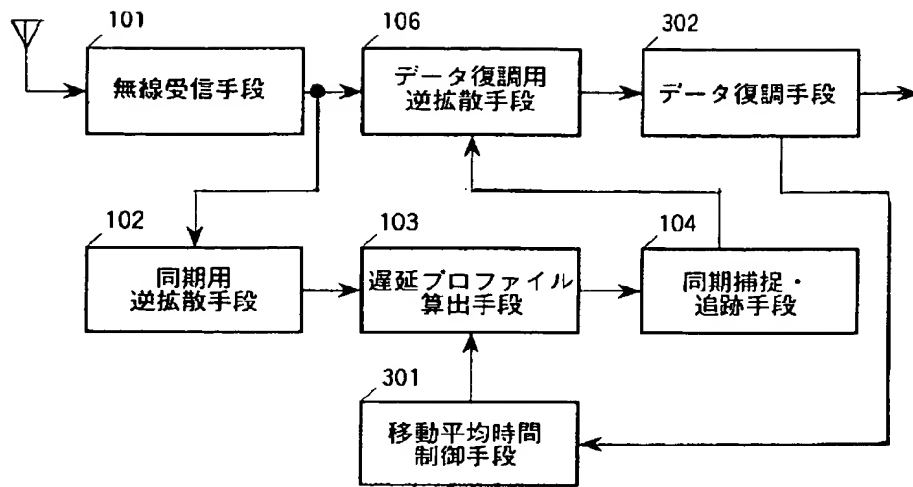 101
無線受信手段
106
データ復調用
逆拡散手段
302
データ復調手段
102
同期用
逆拡散手段
103
遅延プロファイル
算出手段
104
同期捕捉・
追跡手段
301
移動平均時間
制御手段